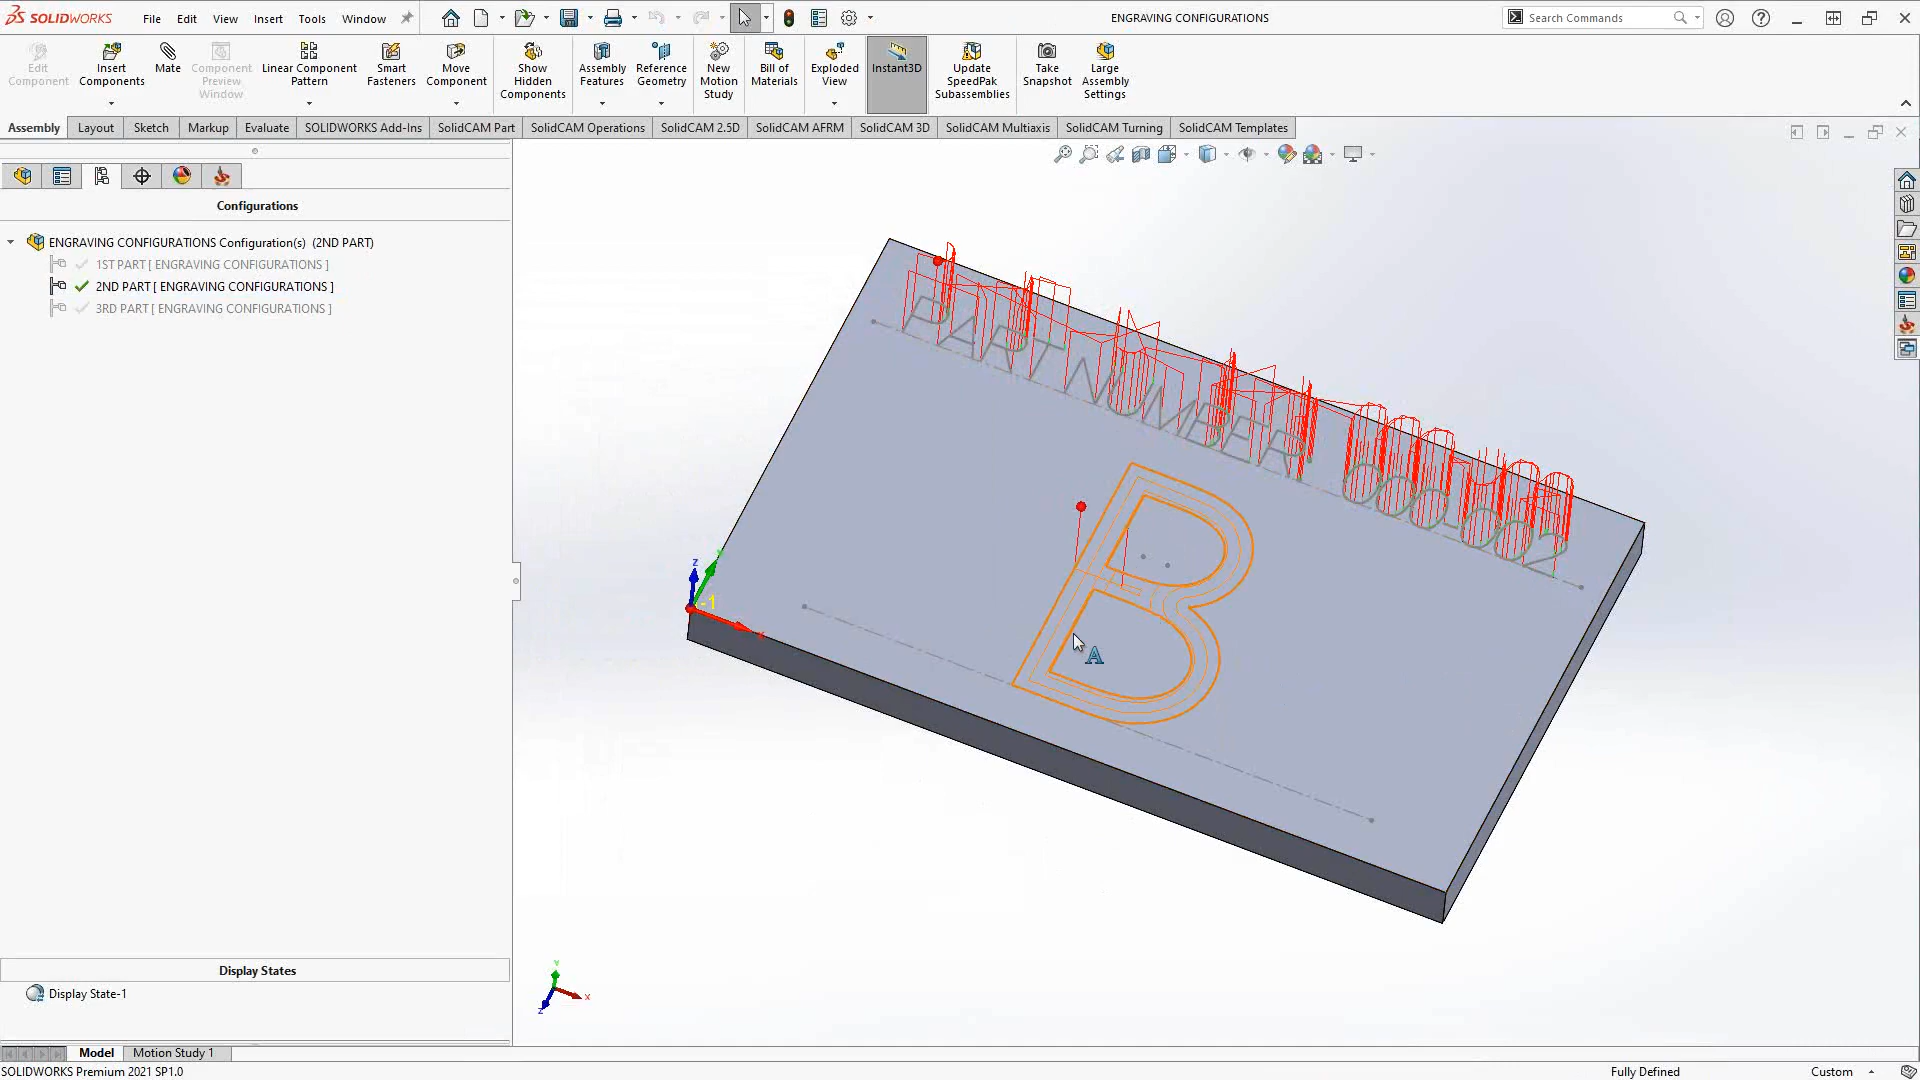 SOLIDWORKS File Edit View Insert Tools Window ENGRAVING CONFIGURATIONS Search Commands
Edit Component
Insert Components
Mate
Component Preview Window
Linear Component Pattern
Smart Fasteners
Move Component
Show Hidden Components
Assembly Features
Reference Geometry
New Motion Study
Bill of Materials
Exploded View
Instant3D
Update SpeedPak Subassemblies
Take Snapshot
Large Assembly Settings
Assembly Layout Sketch Markup Evaluate SOLIDWORKS Add-Ins SolidCAM Part SolidCAM Operations SolidCAM 2.5D SolidCAM AFRM SolidCAM 3D SolidCAM Multiaxis SolidCAM Turning SolidCAM Templates
Configurations
ENGRAVING CONFIGURATIONS Configuration(s) (2ND PART)
1ST PART [ ENGRAVING CONFIGURATIONS ]
2ND PART [ ENGRAVING CONFIGURATIONS ]
3RD PART [ ENGRAVING CONFIGURATIONS ]
PART NUMBER: 000-002
B
A
Z
Y
-1
X
Display States
Display State-1
Y
X
Z
Model Motion Study 1
SOLIDWORKS Premium 2021 SP1.0 Fully Defined Custom